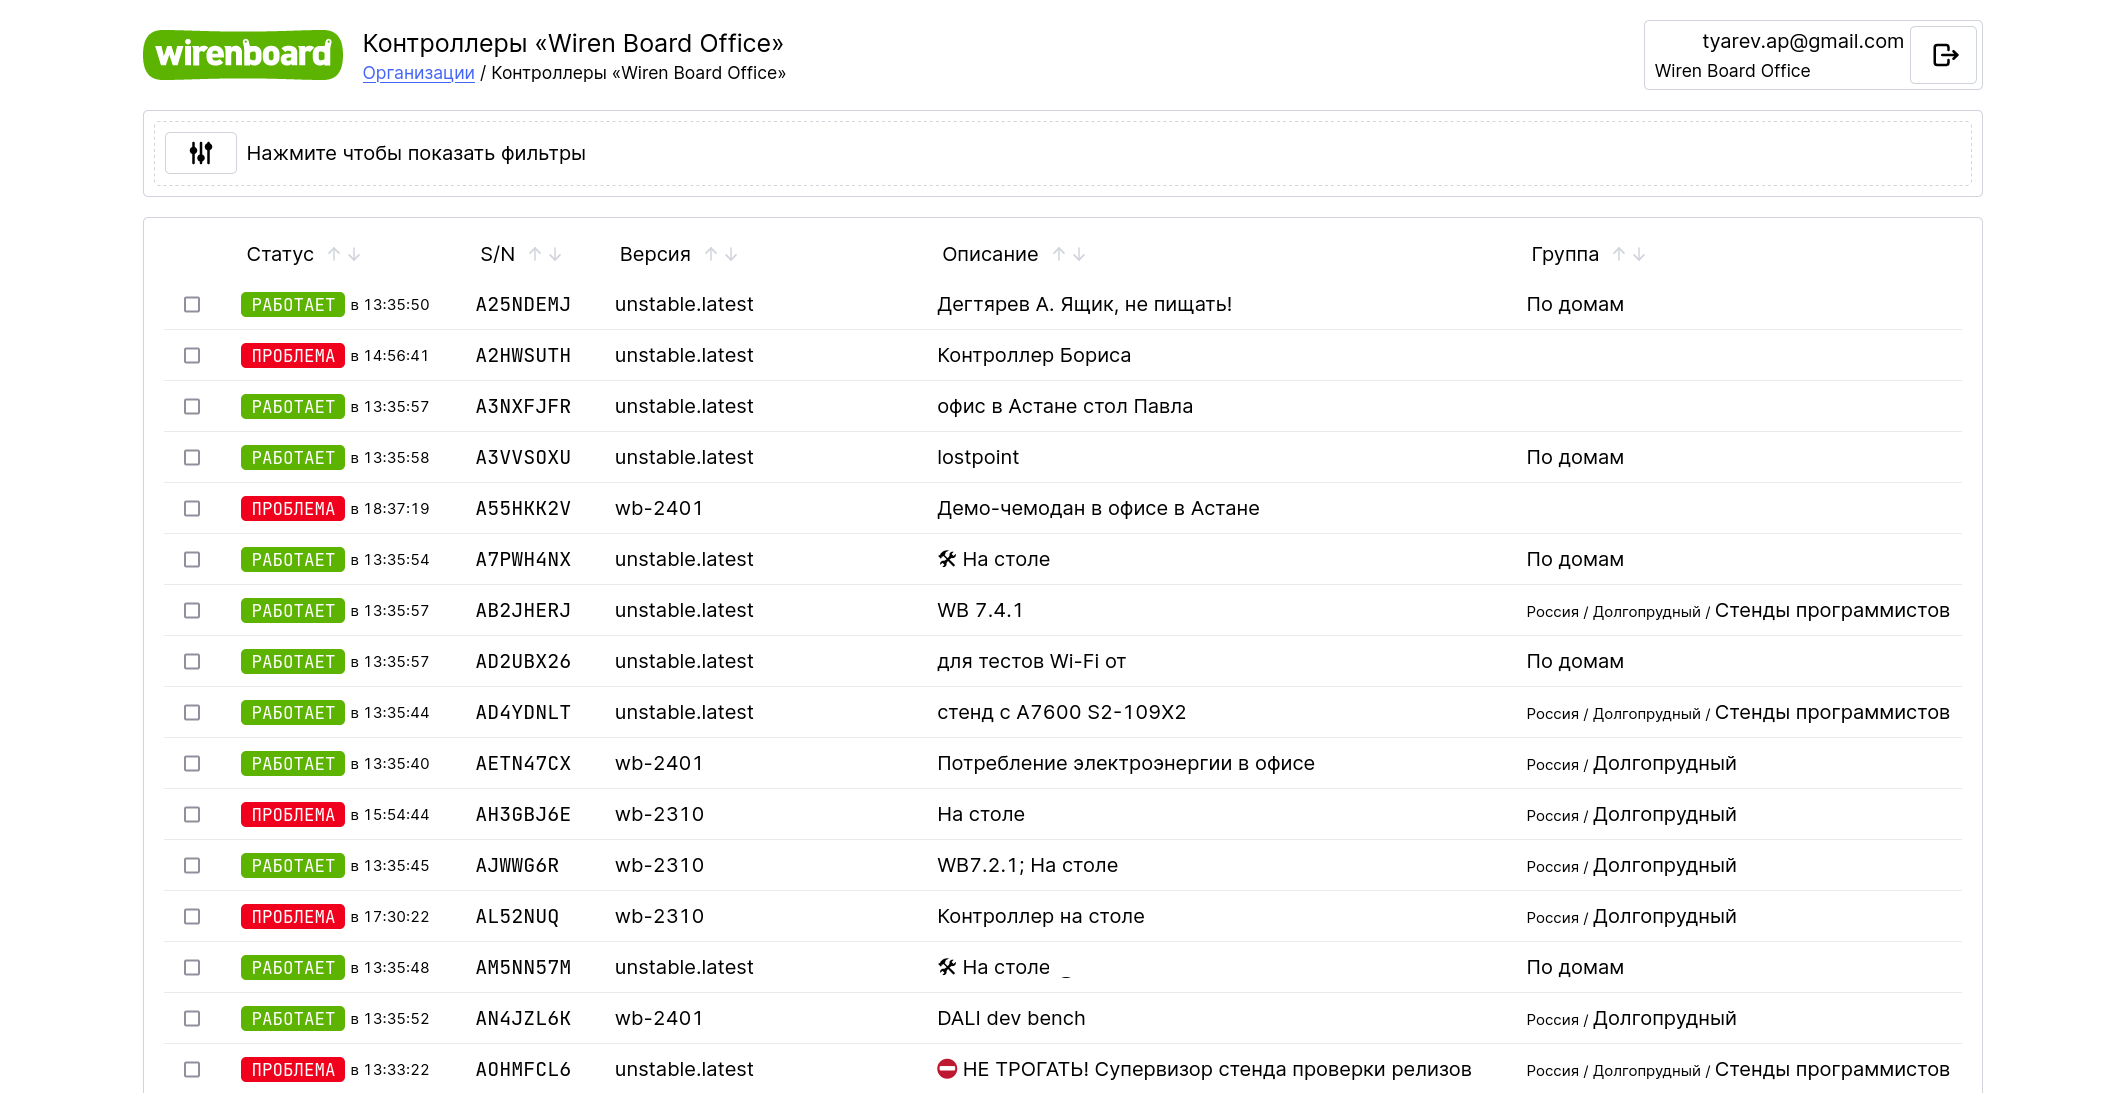 wirenboard
Контроллеры «Wiren Board Office»
Организации / Контроллеры «Wiren Board Office»
tyarev.ap@gmail.com
Wiren Board Office
Нажмите чтобы показать фильтры
Статус ↑↓ S/N ↑↓ Версия ↑↓ Описание ↑↓ Группа ↑↓
РАБОТАЕТ в 13:35:50 A25NDEMJ unstable.latest Дегтярев А. Ящик, не пищать! По домам
ПРОБЛЕМА в 14:56:41 A2HWSUTH unstable.latest Контроллер Бориса
РАБОТАЕТ в 13:35:57 A3NXFJFR unstable.latest офис в Астане стол Павла
РАБОТАЕТ в 13:35:58 A3VVSOXU unstable.latest lostpoint По домам
ПРОБЛЕМА в 18:37:19 A55HKK2V wb-2401 Демо-чемодан в офисе в Астане
РАБОТАЕТ в 13:35:54 A7PWH4NX unstable.latest 🛠 На столе По домам
РАБОТАЕТ в 13:35:57 AB2JHERJ unstable.latest WB 7.4.1 Россия / Долгопрудный / Стенды программистов
РАБОТАЕТ в 13:35:57 AD2UBX26 unstable.latest для тестов Wi-Fi от По домам
РАБОТАЕТ в 13:35:44 AD4YDNLT unstable.latest стенд с A7600 S2-109X2 Россия / Долгопрудный / Стенды программистов
РАБОТАЕТ в 13:35:40 AETN47CX wb-2401 Потребление электроэнергии в офисе Россия / Долгопрудный
ПРОБЛЕМА в 15:54:44 AH3GBJ6E wb-2310 На столе Россия / Долгопрудный
РАБОТАЕТ в 13:35:45 AJWWG6R wb-2310 WB7.2.1; На столе Россия / Долгопрудный
ПРОБЛЕМА в 17:30:22 AL52NUQ wb-2310 Контроллер на столе Россия / Долгопрудный
РАБОТАЕТ в 13:35:48 AM5NN57M unstable.latest 🛠 На столе По домам
РАБОТАЕТ в 13:35:52 AN4JZL6K wb-2401 DALI dev bench Россия / Долгопрудный
ПРОБЛЕМА в 13:33:22 AOHMFCL6 unstable.latest ⛔ НЕ ТРОГАТЬ! Супервизор стенда проверки релизов Россия / Долгопрудный / Стенды программистов